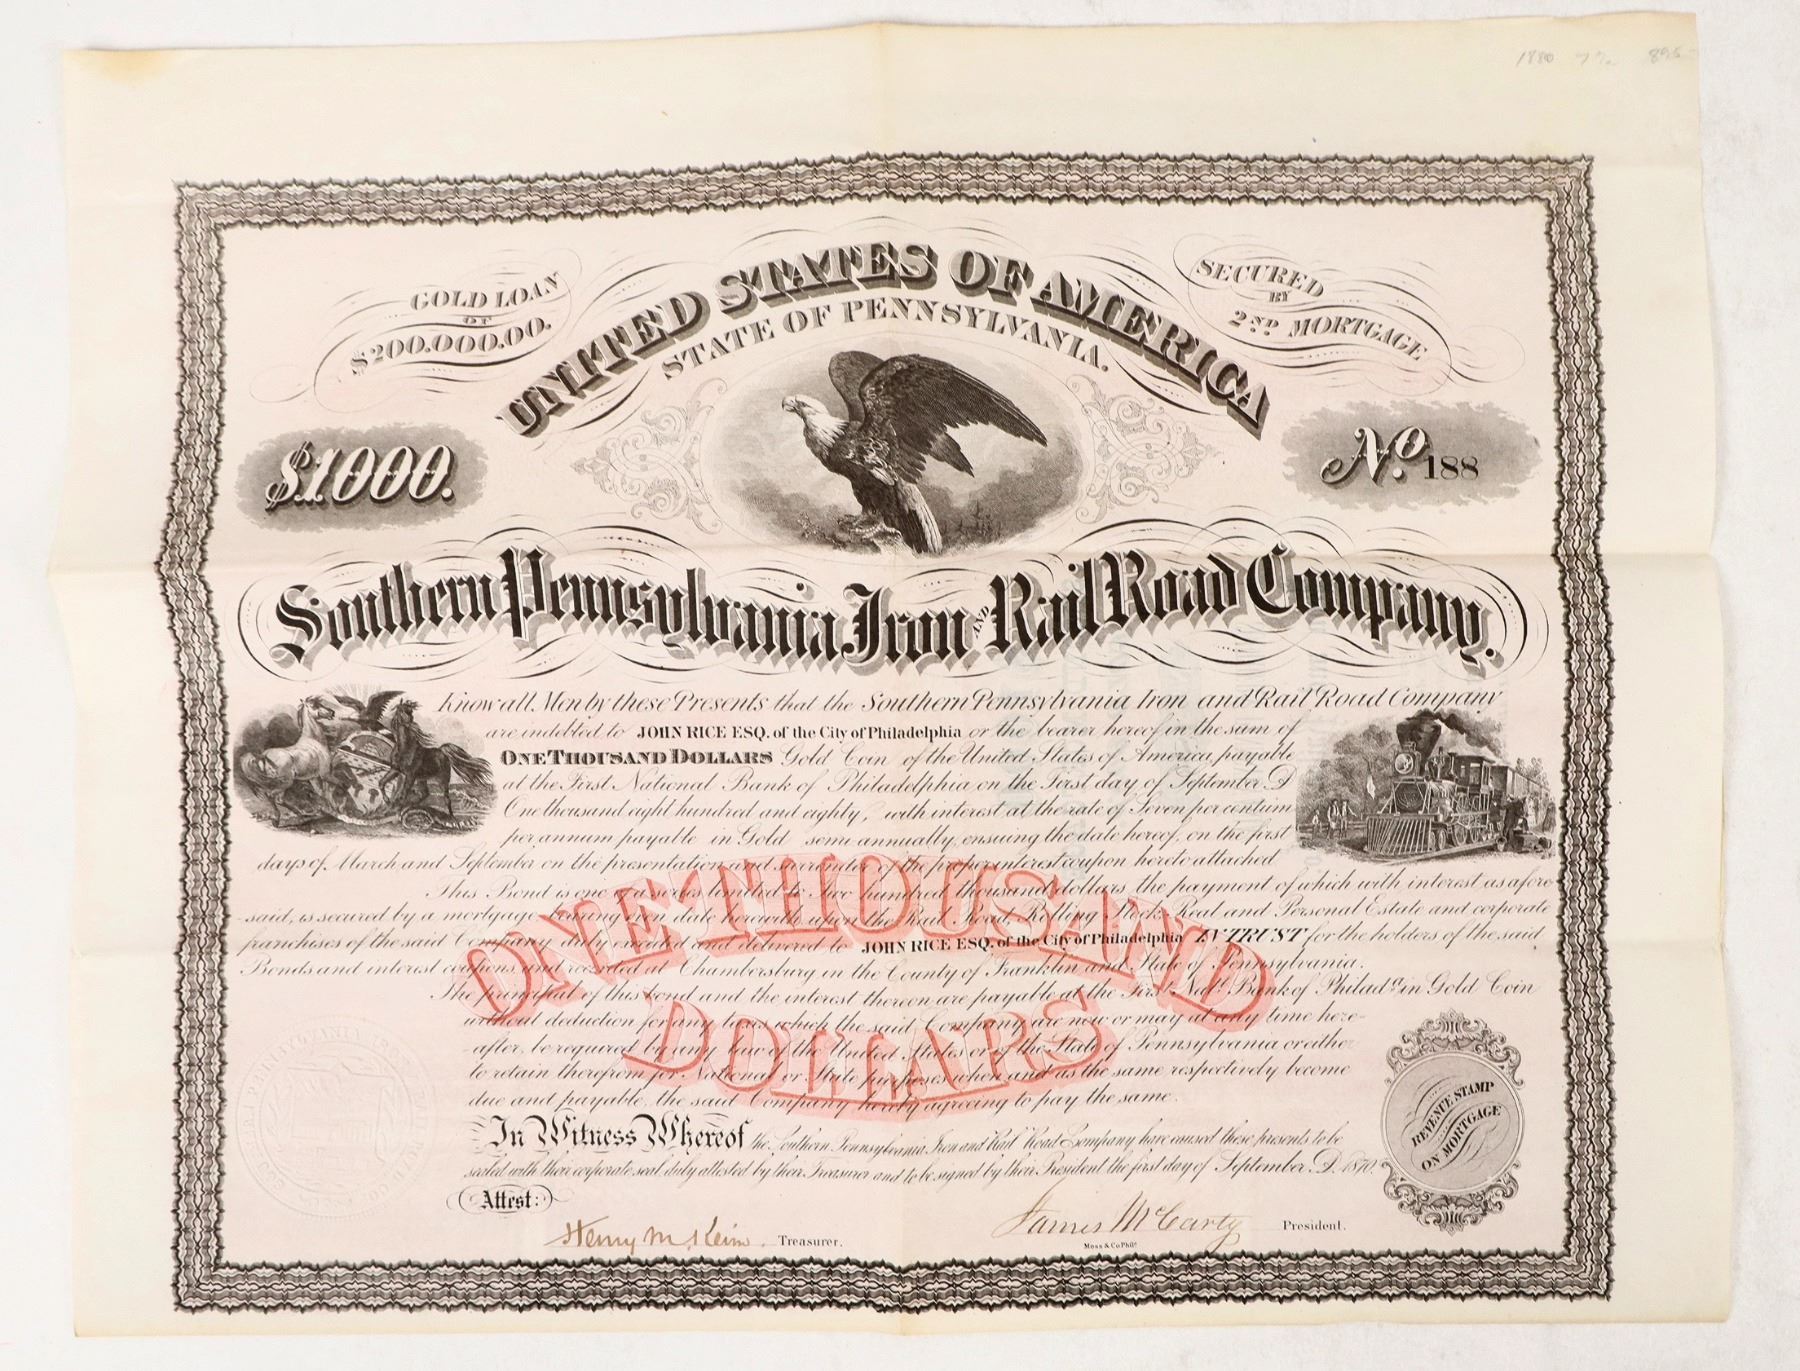 1880 7% 895-
GOLD LOAN
OF
$200.000.00.
UNITED STATES OF AMERICA
STATE OF PENNSYLVANIA.
SECURED
BY
2ND MORTGAGE
$1000.
No. 188
Southern Pennsylvania Iron AND Rail Road Company.
Know all Men by these Presents that the Southern Pennsylvania Iron and Rail Road Company
are indebted to JOHN RICE ESQ. of the City of Philadelphia or the bearer hereof in the sum of
ONE THOUSAND DOLLARS Gold Coin of the United States of America, payable
at the First National Bank of Philadelphia on the First day of September A.D.
One thousand eight hundred and eighty, with interest at the rate of Seven per centum
per annum payable in Gold semi annually, ensuing the date hereof, on the first
days of March and September on the presentation and surrender of the proper interest coupon hereto attached
This Bond is one of a series limited to Two hundred thousand dollars, the payment of which with interest as afore-
said, is secured by a mortgage bearing even date herewith upon the Rail Road, Rolling Stock, Real and Personal Estate and corporate
franchises of the said Company duly executed and delivered to JOHN RICE ESQ. of the City of Philadelphia IN TRUST for the holders of the said
Bonds and interest coupons, and recorded at Chambersburg in the County of Franklin and State of Pennsylvania.
The principal of this bond and the interest thereon are payable at the First Natl. Bank of Philada. in Gold Coin
without deduction for any taxes which the said Company are now or may at any time here-
after, be required by any law of the United States or of the State of Pennsylvania or either
to retain therefrom for National or State purposes when and as the same respectively become
due and payable, the said Company hereby agreeing to pay the same.
ONE THOUSAND
DOLLARS
In Witness Whereof the Southern Pennsylvania Iron and Rail Road Company have caused these presents to be
sealed with their corporate seal duly attested by their Treasurer and to be signed by their President the first day of September A.D. 1870
REVENUE STAMP
ON MORTGAGE
Attest:
Henry M. Keim. Treasurer.
James McCarty President.
Moss & Co Phila